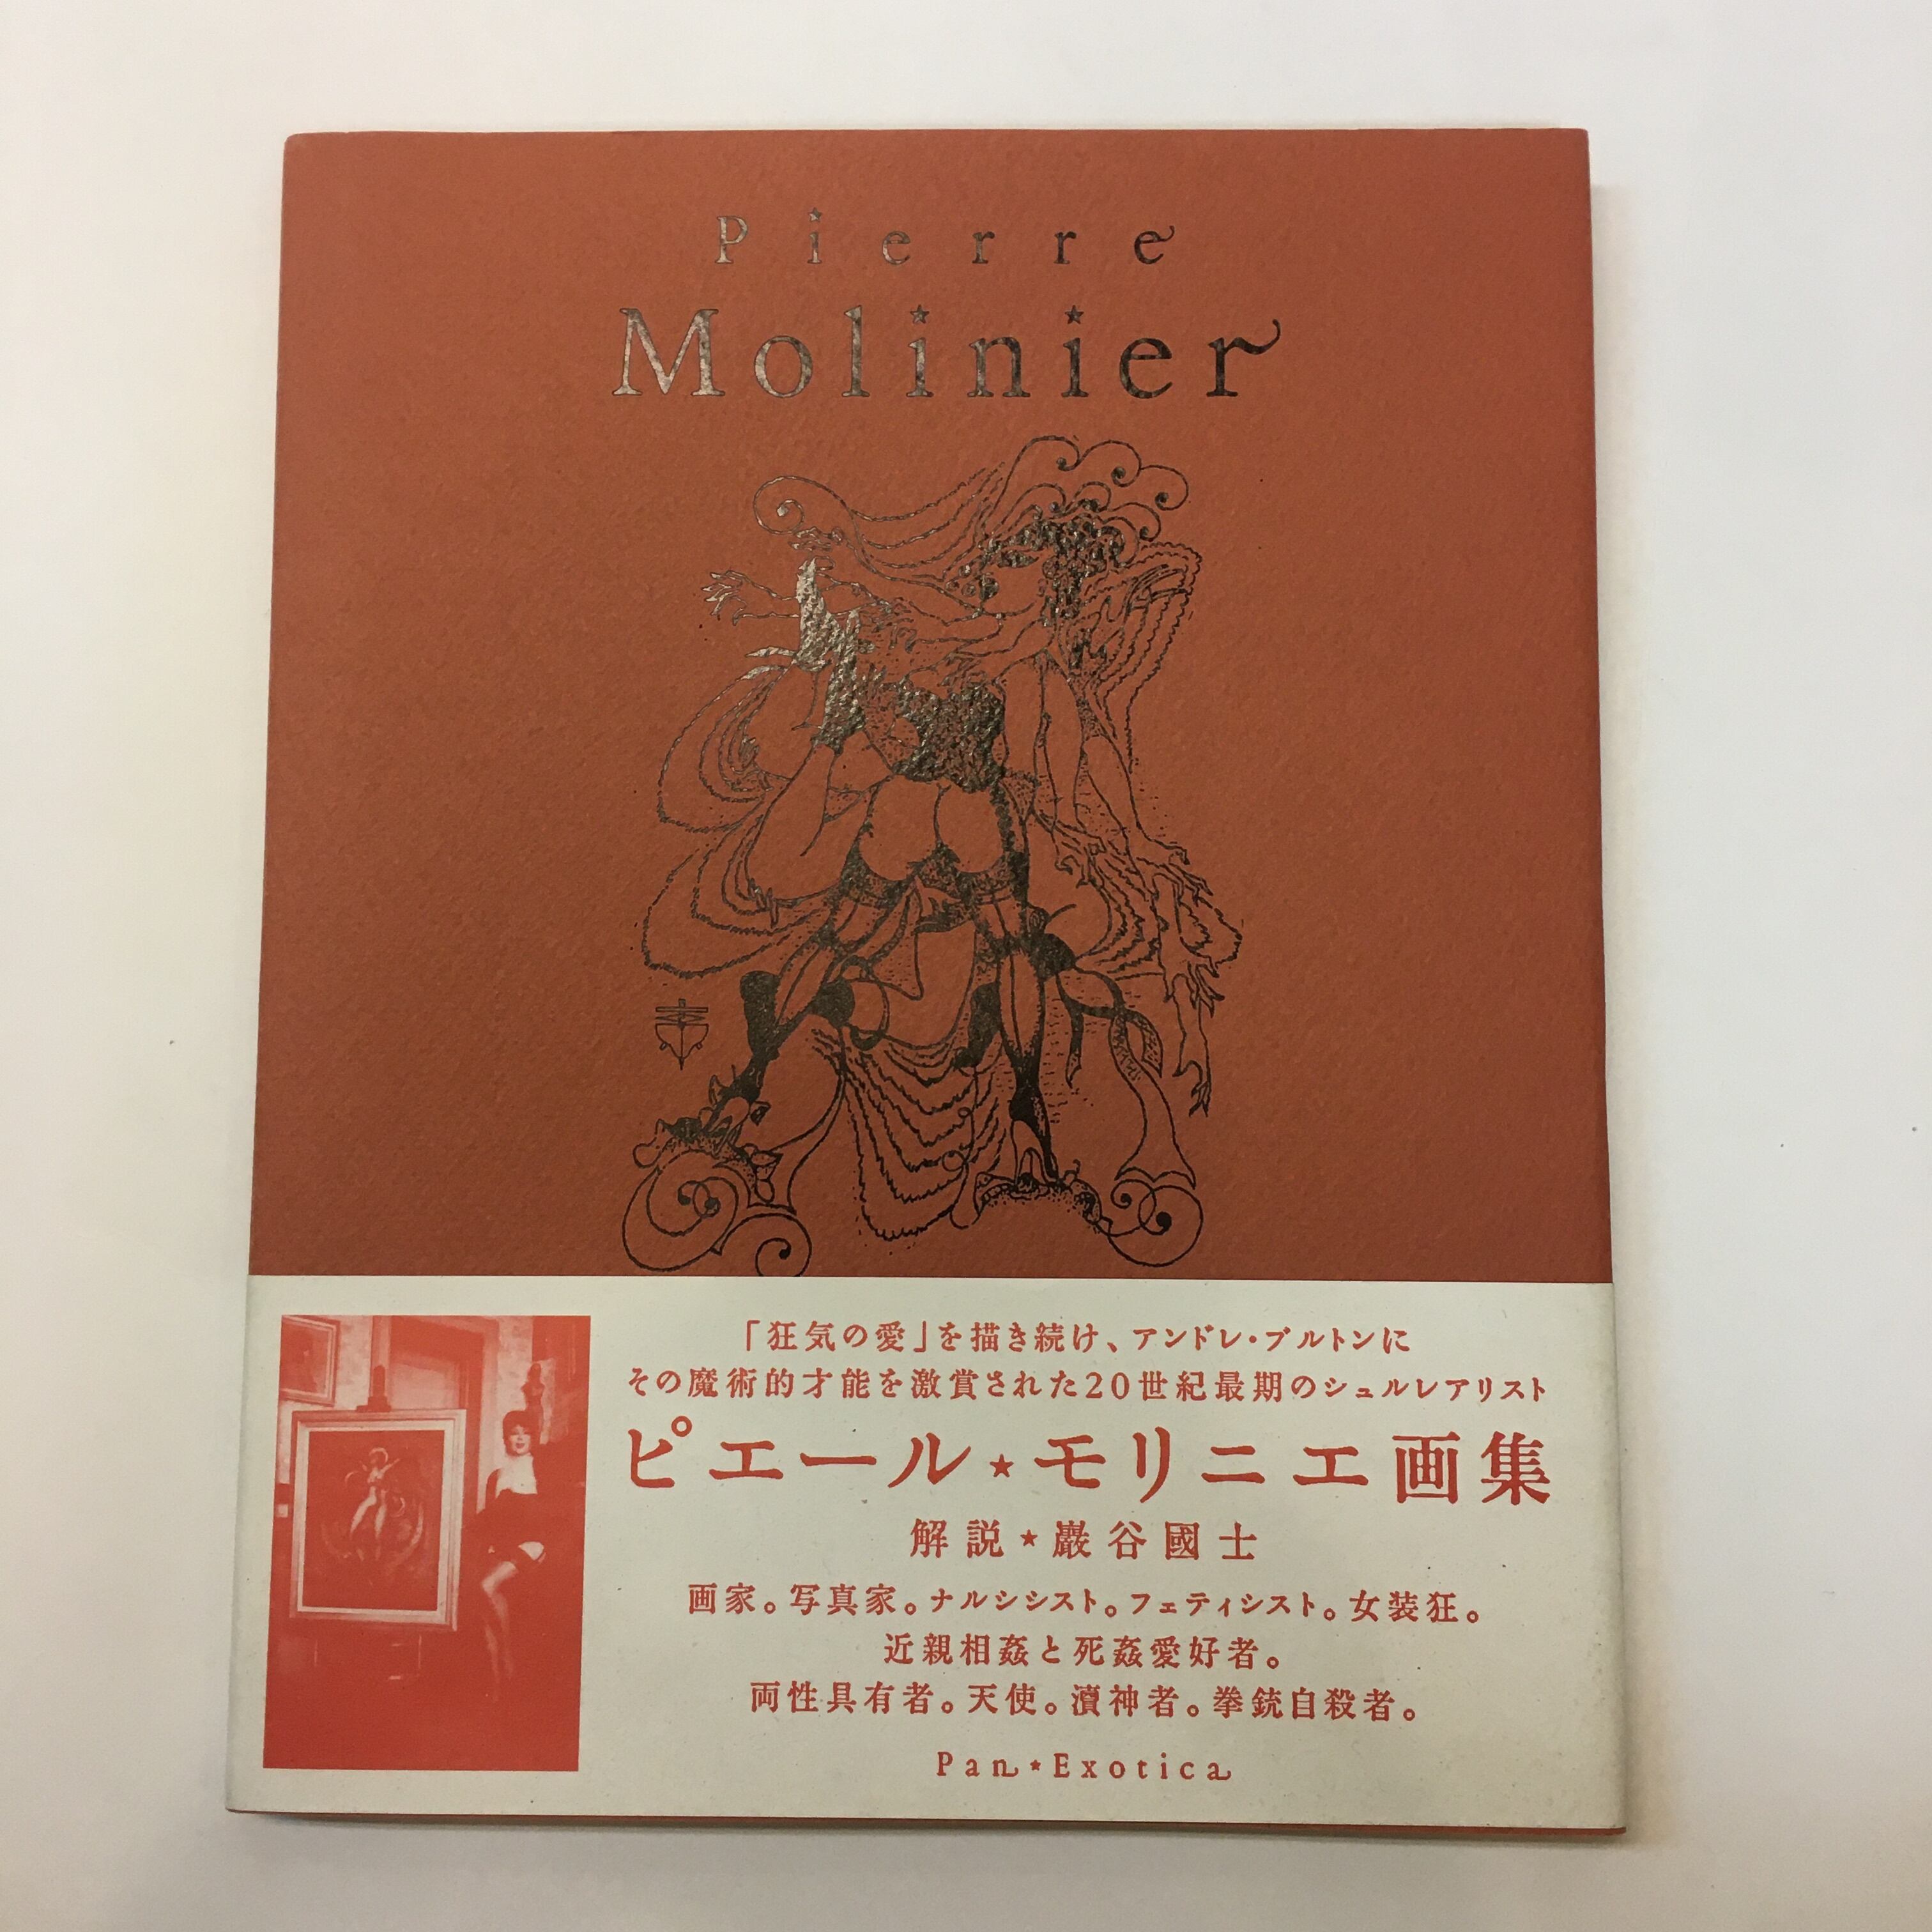 Pierre
Molinier
「狂気の愛」を描き続け、アンドレ・ブルトンに
その魔術的才能を激賞された20世紀最期のシュルレアリスト
ピエール★モリニエ画集
解説★巖谷國士
画家。写真家。ナルシシスト。フェティシスト。女装狂。
近親相姦と死姦愛好者。
両性具有者。天使。瀆神者。拳銃自殺者。
Pan★Exotica